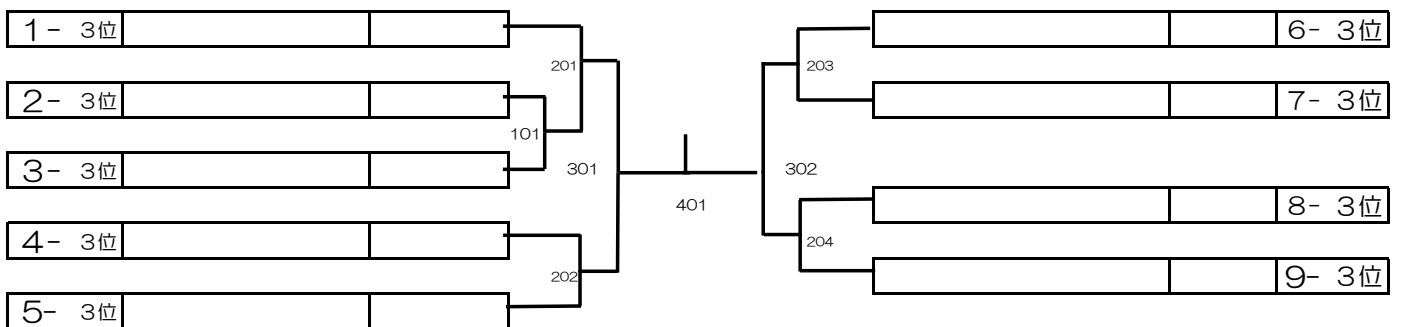 1- 3位
2- 3位
3- 3位
4- 3位
5- 3位
201
101
301
202
401
6- 3位
7- 3位
8- 3位
9- 3位
203
302
204